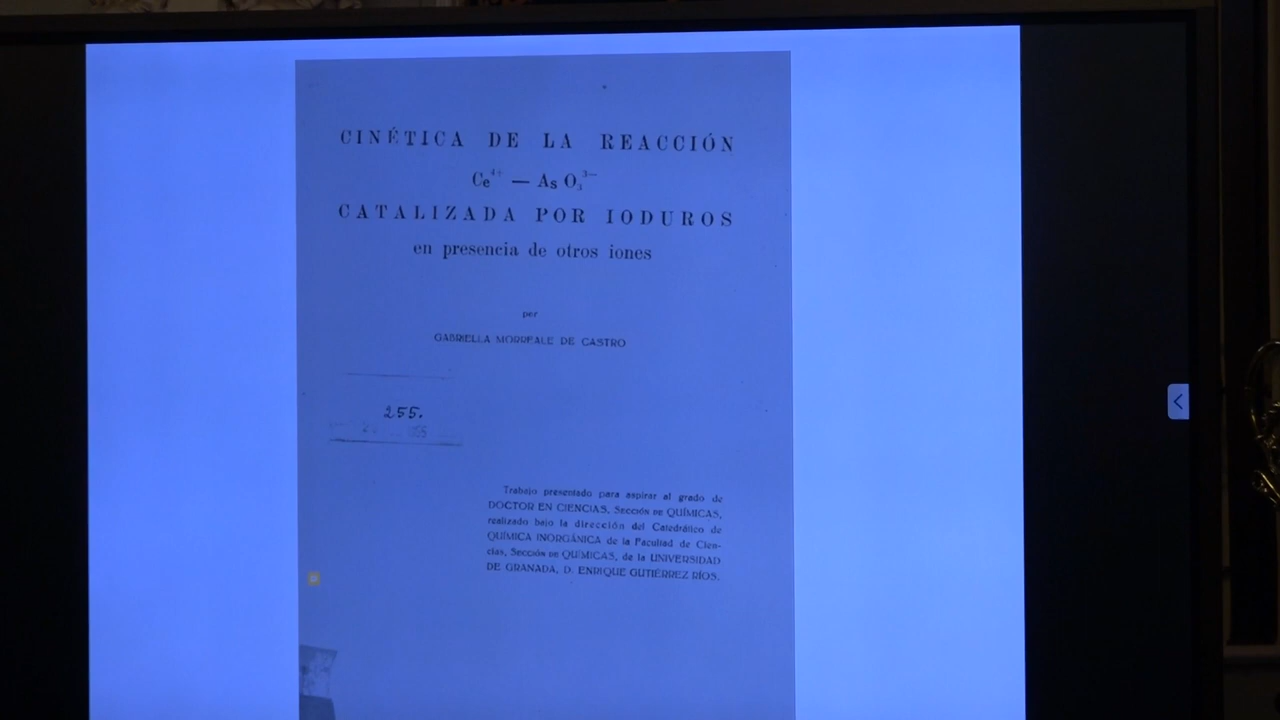 CINÉTICA DE LA REACCIÓN
Ce⁴⁺ — As O₃³⁻
CATALIZADA POR IODUROS
en presencia de otros iones
por
GABRIELLA MORREALE DE CASTRO
255.
Trabajo presentado para aspirar al grado de
DOCTOR EN CIENCIAS, SECCIÓN DE QUÍMICAS,
realizado bajo la dirección del Catedrático de
QUÍMICA INORGÁNICA de la Facultad de Cien-
cias, SECCIÓN DE QUÍMICAS, de la UNIVERSIDAD
DE GRANADA, D. ENRIQUE GUTIÉRREZ RÍOS.